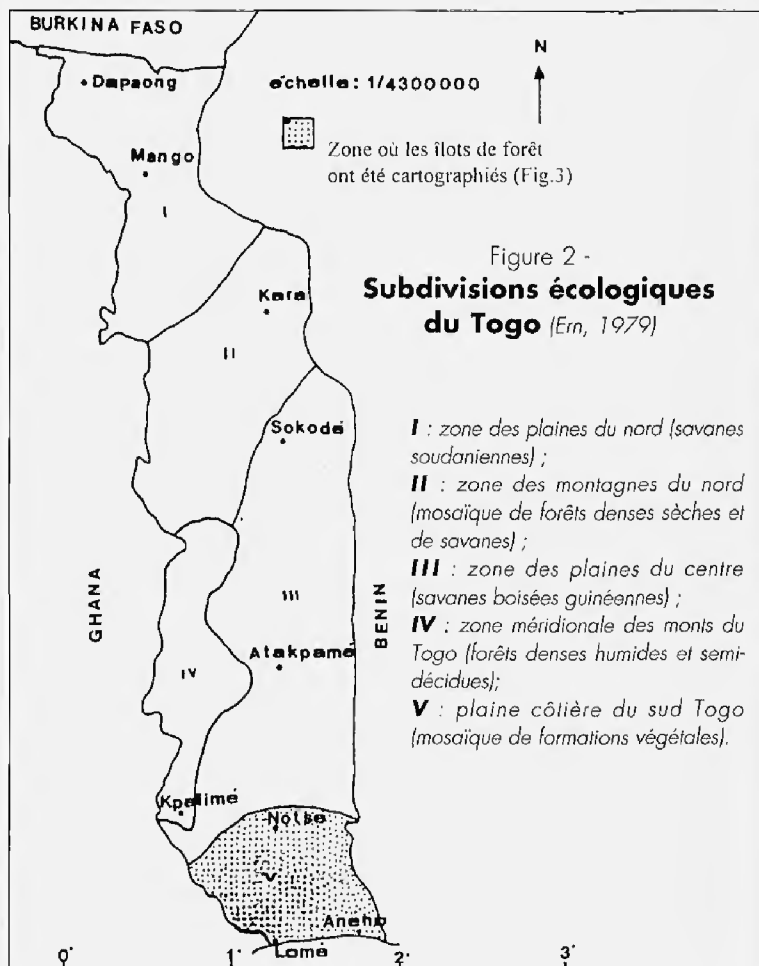 BURKINA FASO
Dapaong
échelle: 1/4300000
N
Zone où les îlots de forêt
ont été cartographiés (Fig.3)
Mango
I
Figure 2 -
Subdivisions écologiques
du Togo (Ern, 1979)
Kara
II
Sokodé
I : zone des plaines du nord (savanes
soudaniennes) ;
II : zone des montagnes du nord
(mosaïque de forêts denses sèches et
de savanes) ;
III : zone des plaines du centre
(savanes boisées guinéennes) ;
IV : zone méridionale des monts du
Togo (forêts denses humides et semi-
décidues);
V : plaine côtière du sud Togo
(mosaïque de formations végétales).
GHANA
III
BENIN
Atakpamé
IV
Kpalimé
Notsé
V
Aneho
Lomé
0° 1° 2° 3°